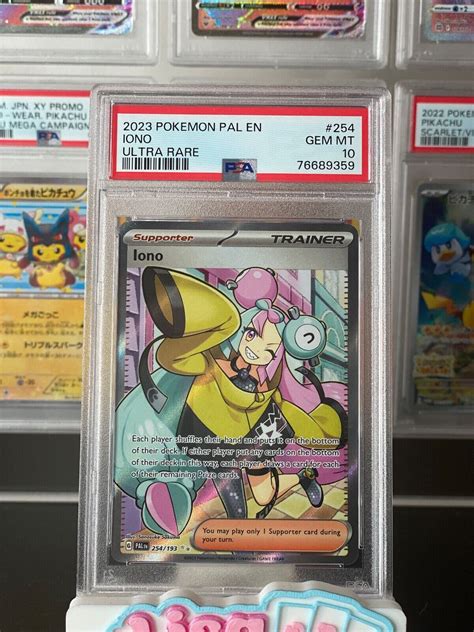 M. JPN. XY PROMO
- WEAR. PIKACHU
U MEGA CAMPAIGN
2023 POKEMON PAL EN
IONO
ULTRA RARE
#254
GEM MT
10
76689359
PSA
2022 POKEM
PIKACHU
SCARLET/V
ピカチュウ
メガごっこ
トリプルスパーク
Supporter
TRAINER
Iono
Each player shuffles their hand and puts it on the bottom
of their deck. If either player put any cards on the
bottom of their deck in this way, each player draws a card for each of
their remaining Prize cards.
You may play only 1 Supporter card during
your turn.
PAL EN
254/193